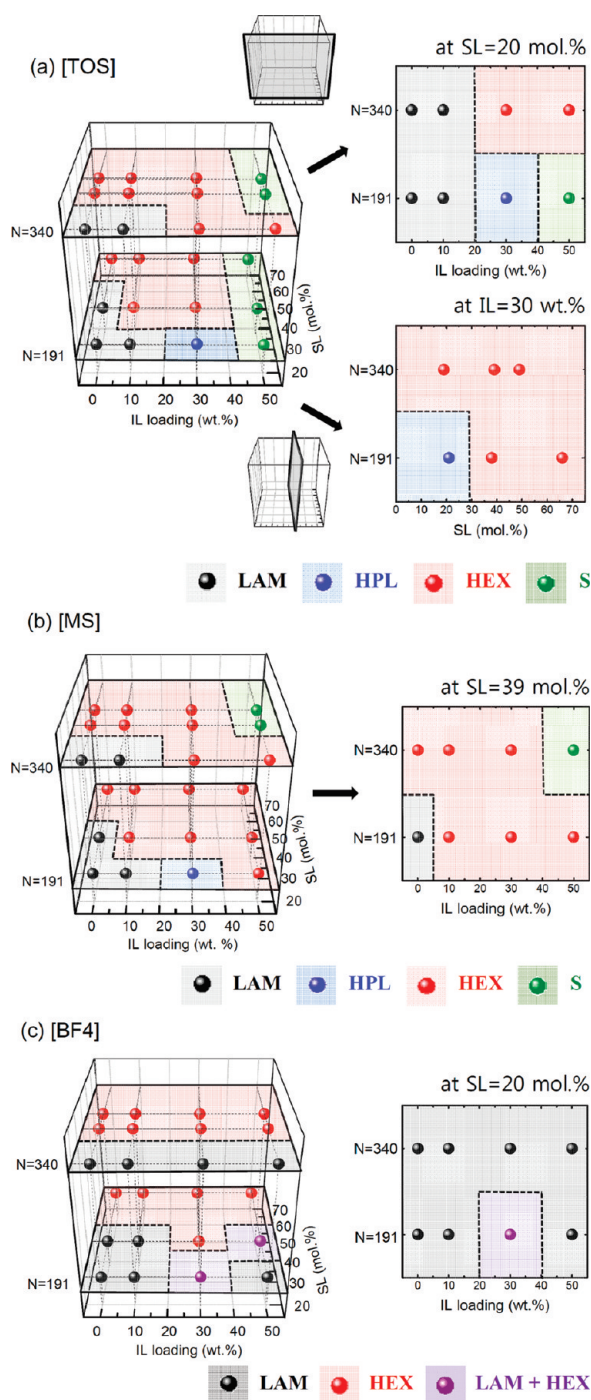 (a) [TOS]
at SL=20 mol.%
N=340
N=191
0 10 20 30 40 50
IL loading (wt.%)
N=340
N=191
70
60
50
40
30
20
SL (mol.%)
0 10 20 30 40 50
IL loading (wt.%)
at IL=30 wt.%
N=340
N=191
0 10 20 30 40 50 60 70
SL (mol.%)
LAM HPL HEX S
(b) [MS]
N=340
N=191
70
60
50
40
30
20
SL (mol.%)
0 10 20 30 40 50
IL loading (wt. %)
at SL=39 mol.%
N=340
N=191
0 10 20 30 40 50
IL loading (wt.%)
LAM HPL HEX S
(c) [BF4]
N=340
N=191
70
60
50
40
30
20
SL (mol.%)
0 10 20 30 40 50
IL loading (wt.%)
at SL=20 mol.%
N=340
N=191
0 10 20 30 40 50
IL loading (wt.%)
LAM HEX LAM + HEX